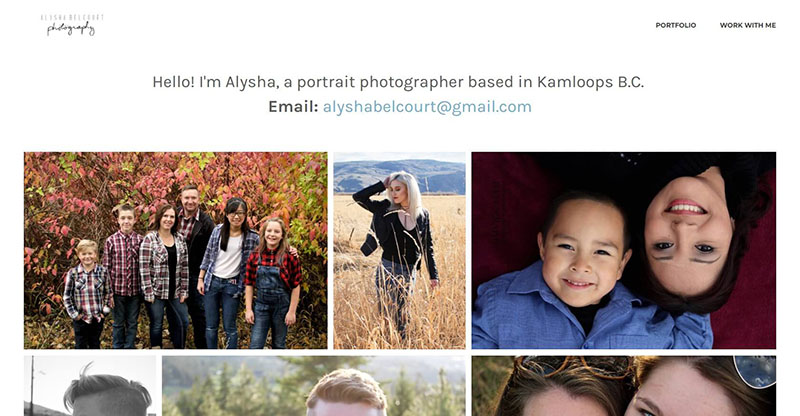 ALYSHA BELCOURT
photography
PORTFOLIO
WORK WITH ME
Hello! I'm Alysha, a portrait photographer based in Kamloops B.C.
Email: alyshabelcourt@gmail.com